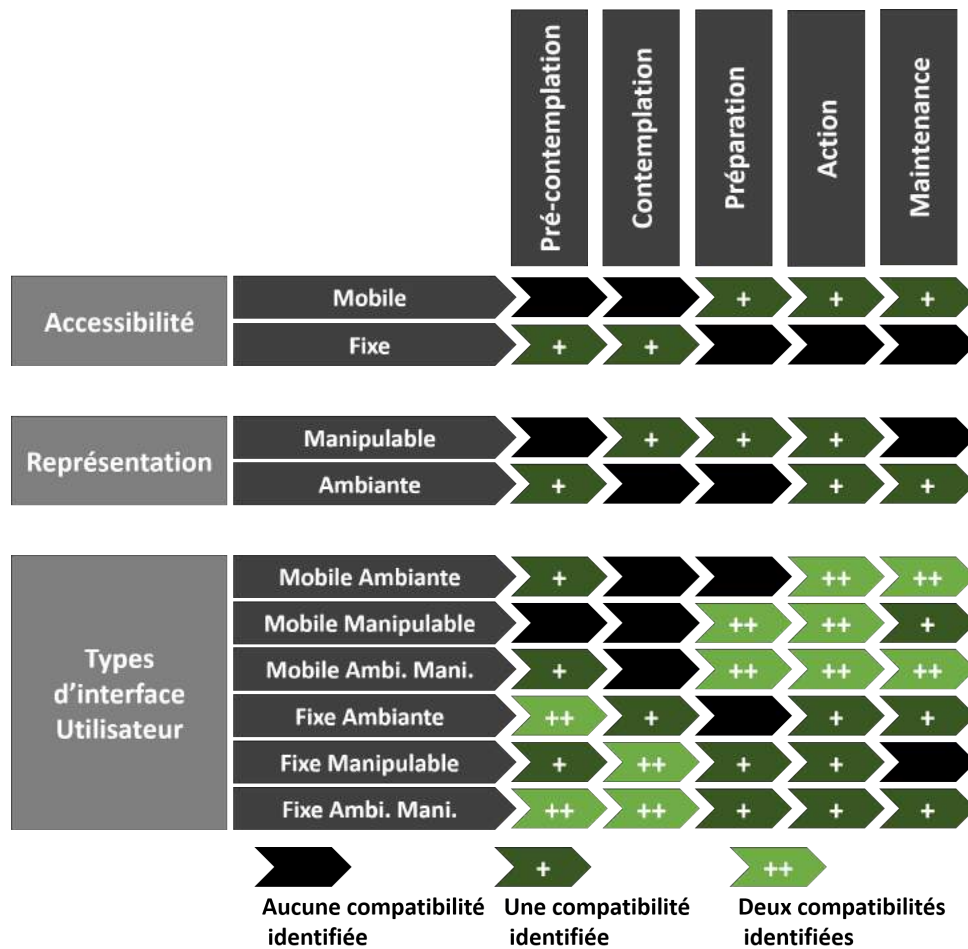 Pré-contemplation
Contemplation
Préparation
Action
Maintenance
Accessibilité
Mobile
+ + +
Fixe
+ +
Représentation
Manipulable
+ + +
Ambiante
+ + +
Types
d'interface
Utilisateur
Mobile Ambiante
+ ++ ++
Mobile Manipulable
++ ++ +
Mobile Ambi. Mani.
+ ++ ++ ++
Fixe Ambiante
++ + + +
Fixe Manipulable
+ ++ + +
Fixe Ambi. Mani.
++ ++ + + +
+
++
Aucune compatibilité
identifiée
Une compatibilité
identifiée
Deux compatibilités
identifiées